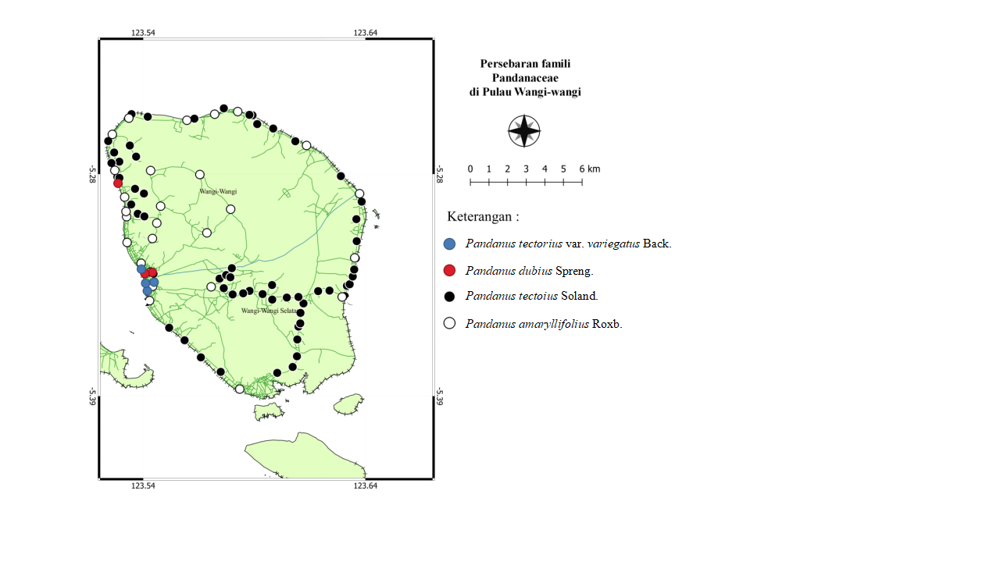 123.54 123.64
Persebaran famili
Pandanaceae
di Pulau Wangi-wangi
0 1 2 3 4 5 6 km
-5.28 -5.28
Wangi-Wangi
Keterangan :
Pandanus tectorius var. variegatus Back.
Pandanus dubius Spreng.
Pandanus tectoius Soland.
Pandanus amaryllifolius Roxb.
Wangi-Wangi Selata
-5.39 -5.39
123.54 123.64